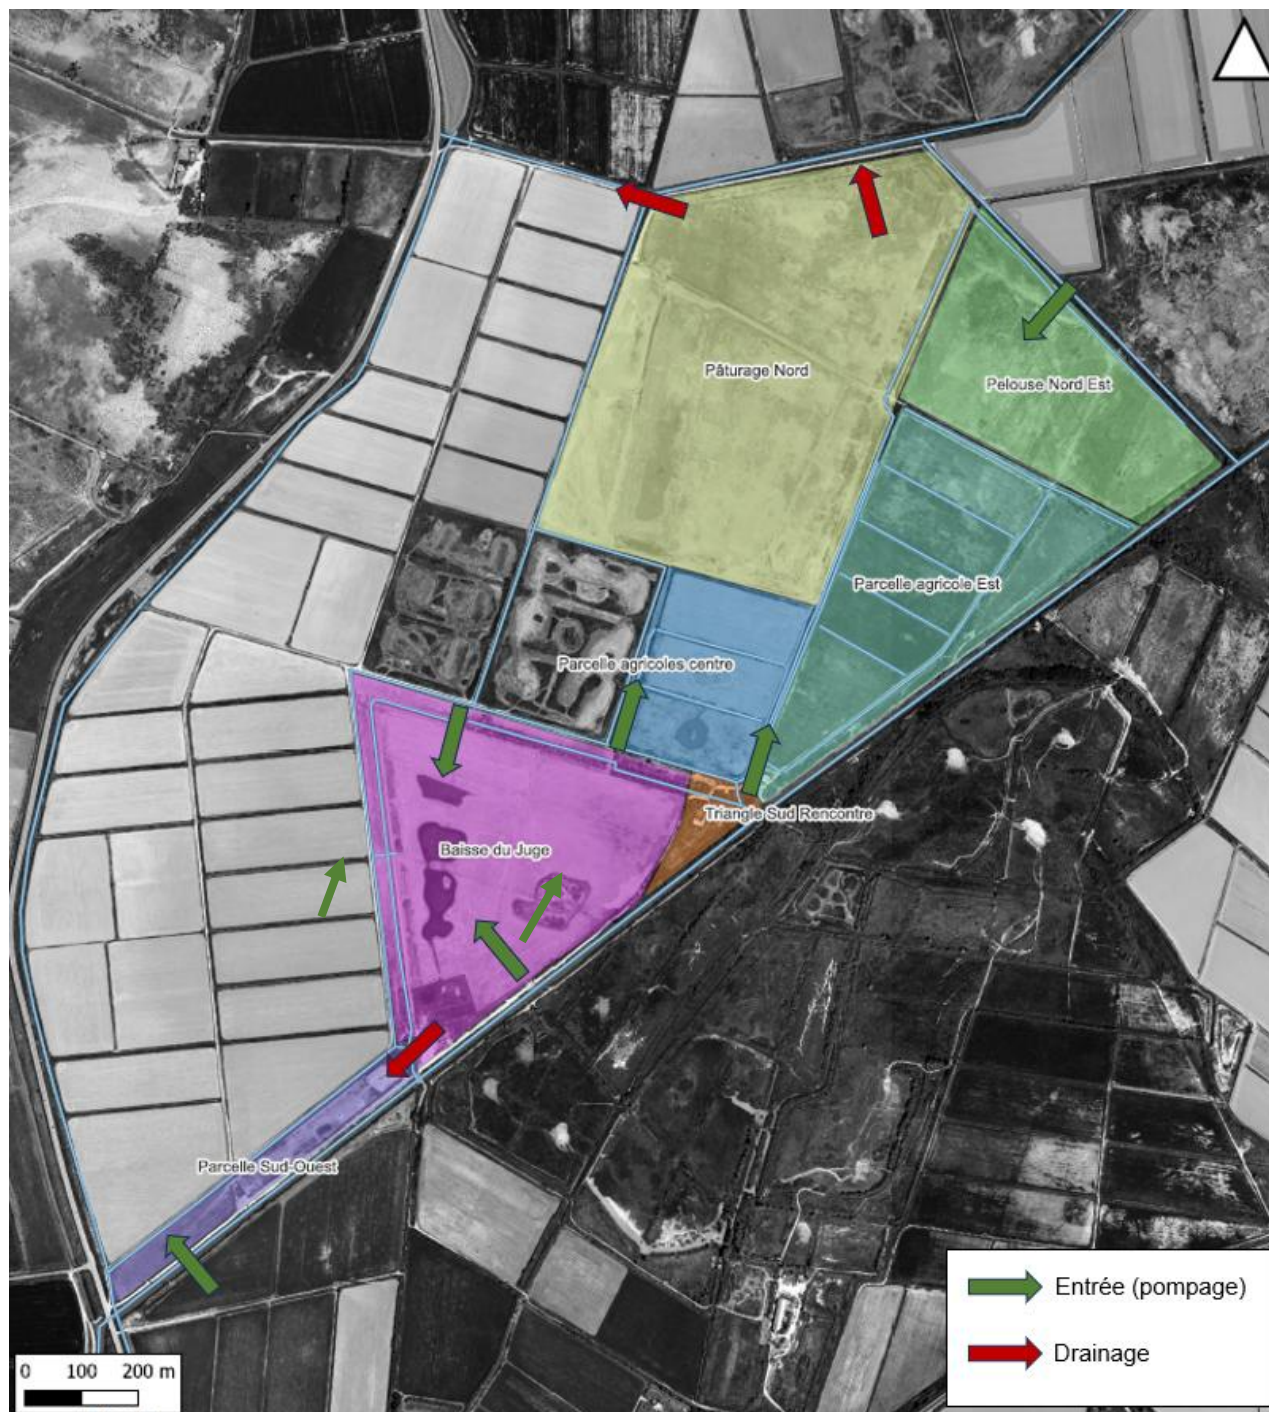 Pâturage Nord
Pelouse Nord Est
Parcelle agricole Est
Parcelle agricoles centre
Triangle Sud Rencontre
Baisse du Juge
Parcelle Sud-Ouest
Entrée (pompage)
Drainage
0 100 200 m